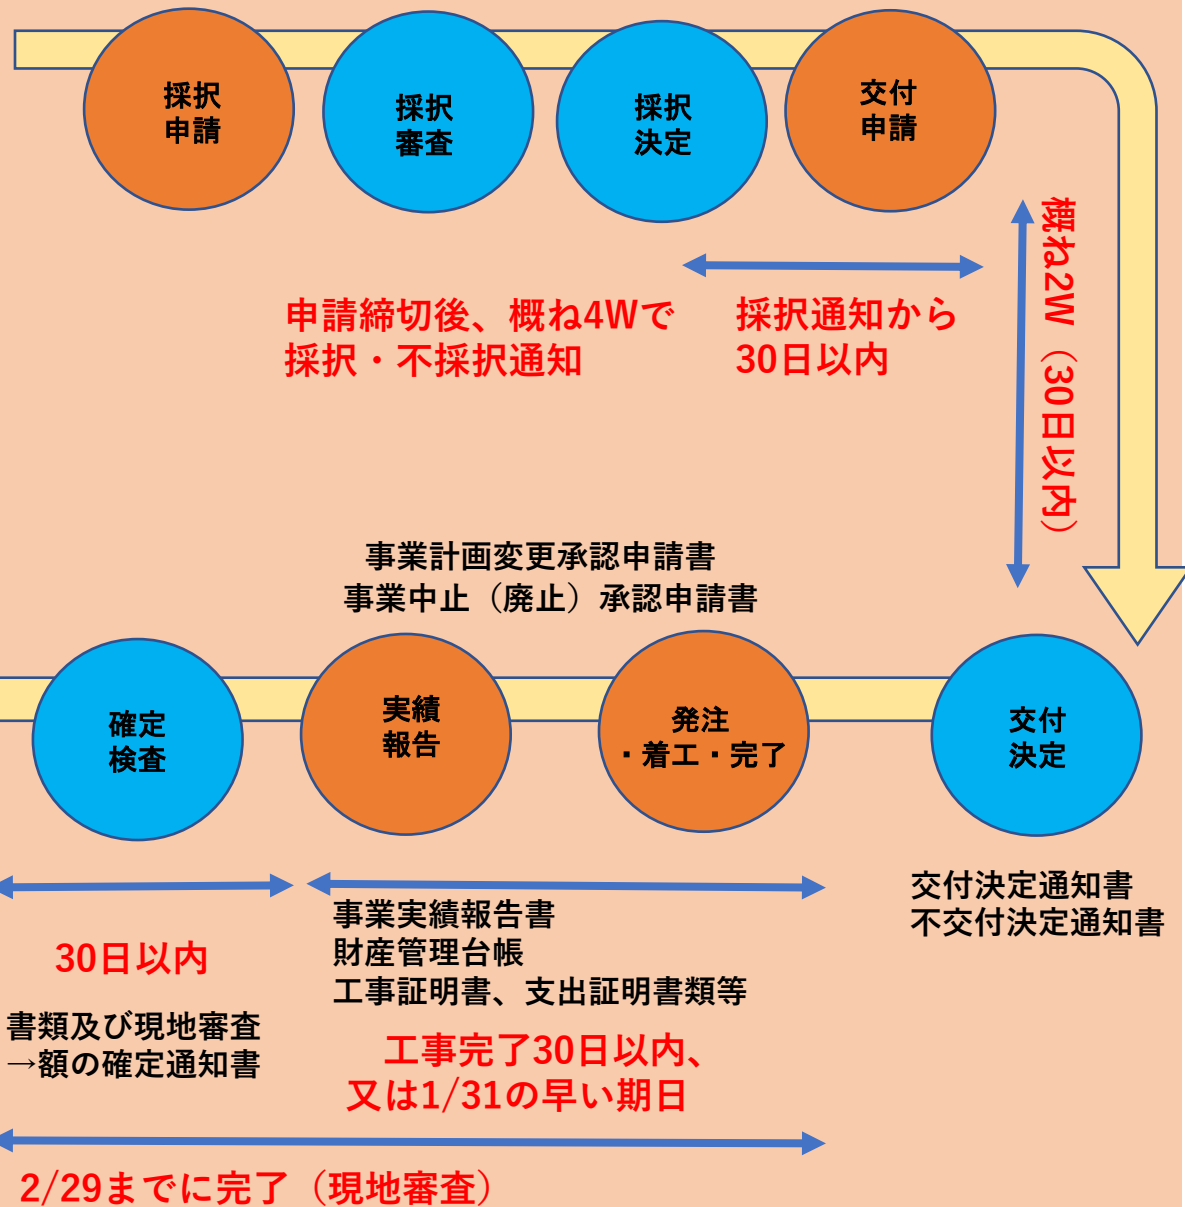 採択
申請
採択
審査
採択
決定
交付
申請
申請締切後、概ね4Wで
採択・不採択通知
採択通知から
30日以内
概ね2W（30日以内）
事業計画変更承認申請書
事業中止（廃止）承認申請書
確定
検査
実績
報告
発注
・着工・完了
交付
決定
交付決定通知書
不交付決定通知書
事業実績報告書
財産管理台帳
工事証明書、支出証明書類等
30日以内
書類及び現地審査
→額の確定通知書
工事完了30日以内、
又は1/31の早い期日
2/29までに完了（現地審査）